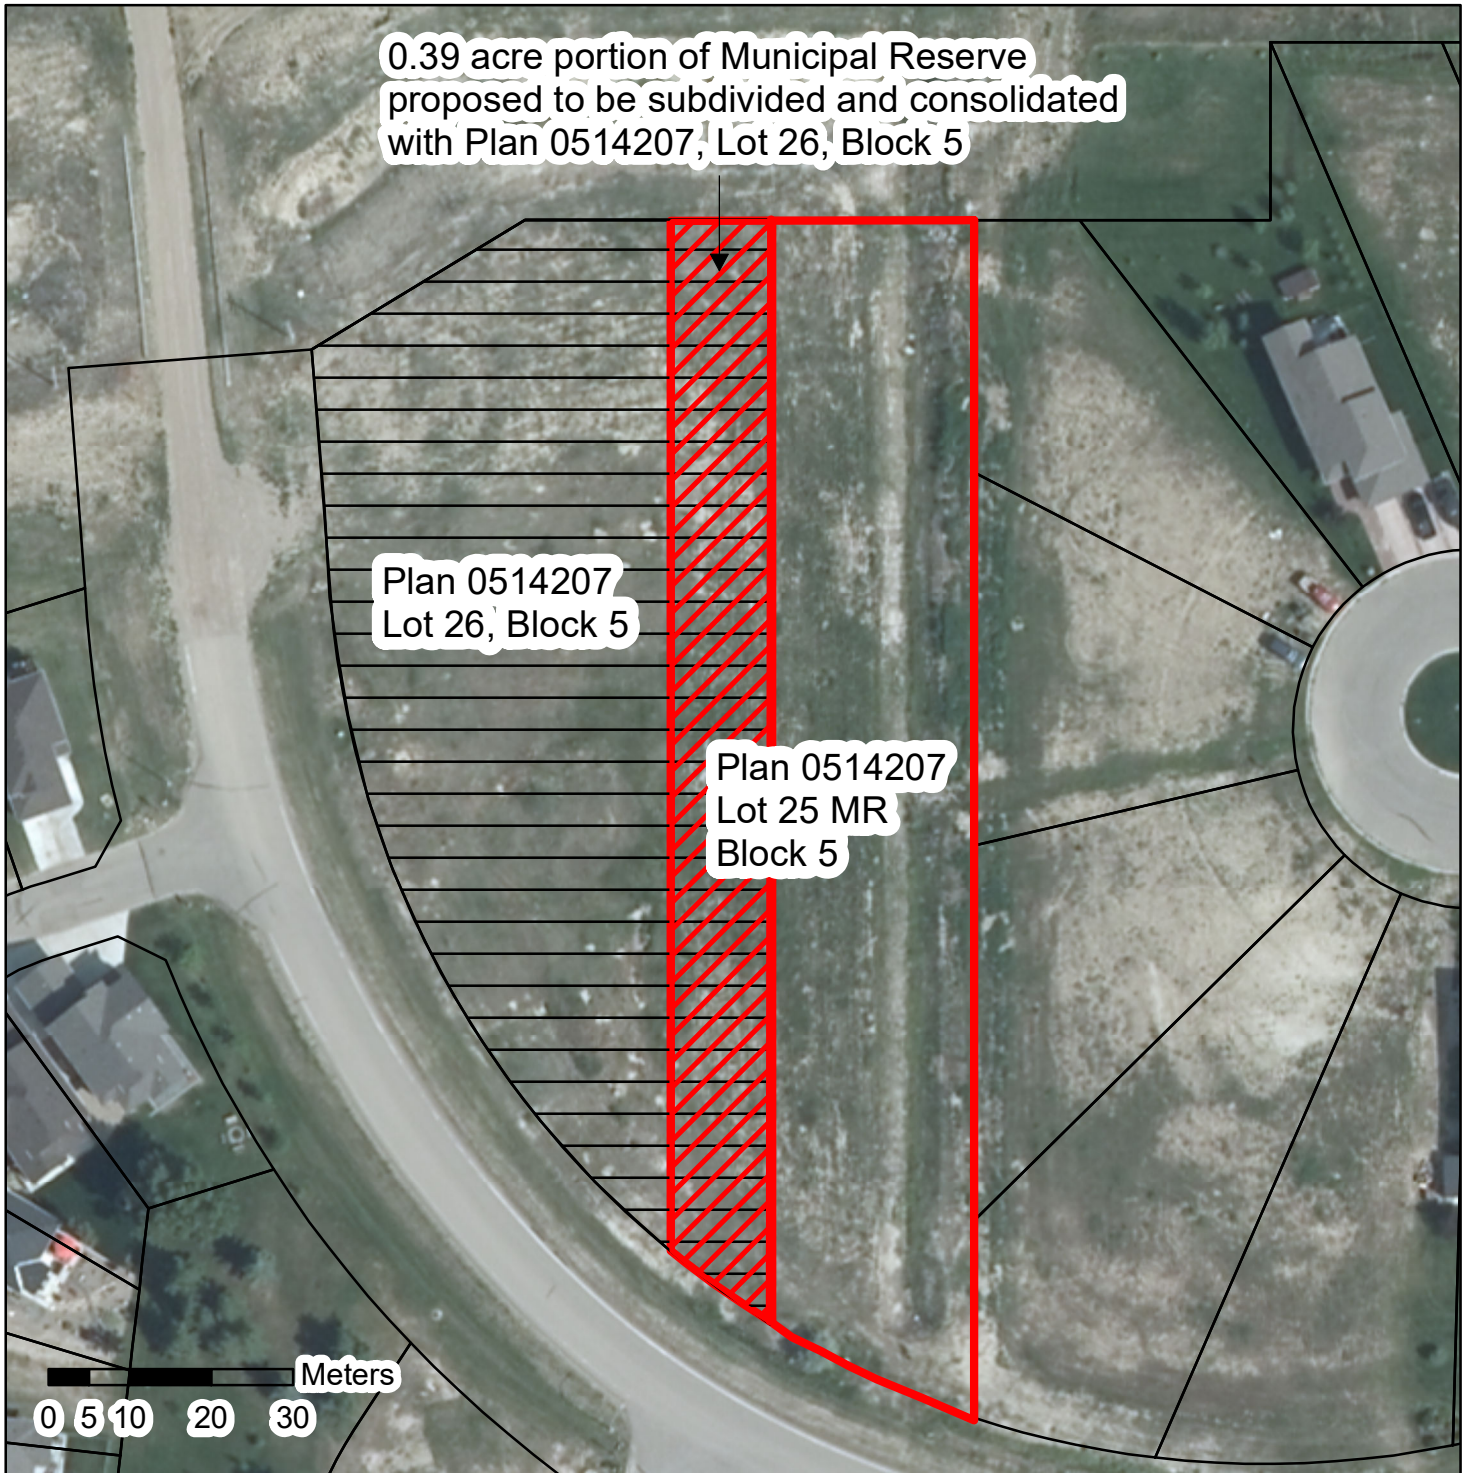 0.39 acre portion of Municipal Reserve
proposed to be subdivided and consolidated
with Plan 0514207, Lot 26, Block 5
Plan 0514207
Lot 26, Block 5
Plan 0514207
Lot 25 MR
Block 5
Meters
0 5 10 20 30